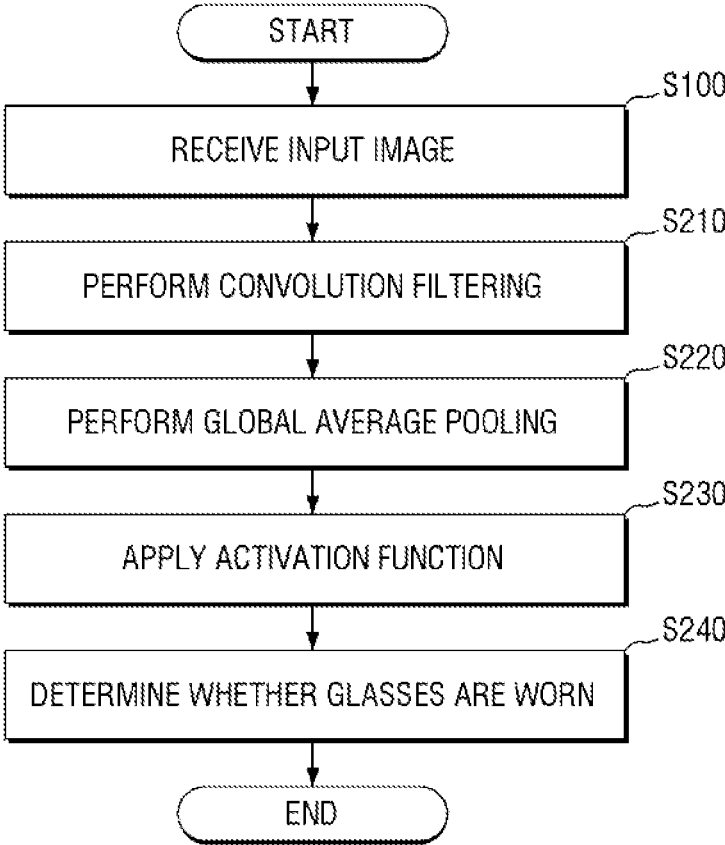 START
S100
RECEIVE INPUT IMAGE
S210
PERFORM CONVOLUTION FILTERING
S220
PERFORM GLOBAL AVERAGE POOLING
S230
APPLY ACTIVATION FUNCTION
S240
DETERMINE WHETHER GLASSES ARE WORN
END